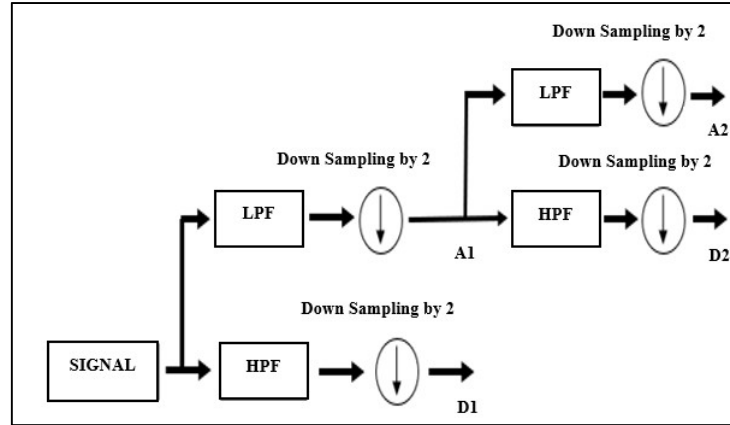 Down Sampling by 2
LPF
A2
Down Sampling by 2
Down Sampling by 2
LPF
HPF
A1
D2
Down Sampling by 2
SIGNAL
HPF
D1